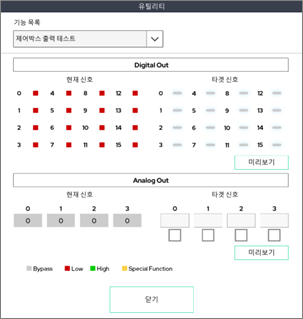 유틸리티
기능 목록
제어박스 출력 테스트
Digital Out
현재 신호 타겟 신호
0 4 8 12 0 4 8 12
1 5 9 13 1 5 9 13
2 6 10 14 2 6 10 14
3 7 11 15 3 7 11 15
미리보기
Analog Out
현재 신호 타겟 신호
0 1 2 3 0 1 2 3
0 0 0 0
미리보기
Bypass Low High Special Function
닫기